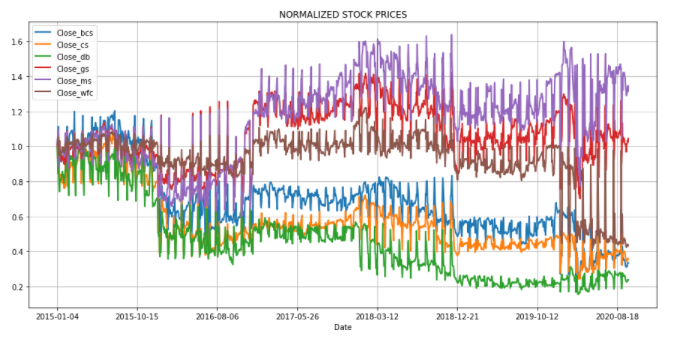 NORMALIZED STOCK PRICES
Close_bcs
Close_cs
Close_db
Close_gs
Close_ms
Close_wfc
1.6
1.4
1.2
1.0
0.8
0.6
0.4
0.2
2015-01-04 2015-10-15 2016-08-06 2017-05-26 2018-03-12 2018-12-21 2019-10-12 2020-08-18
Date